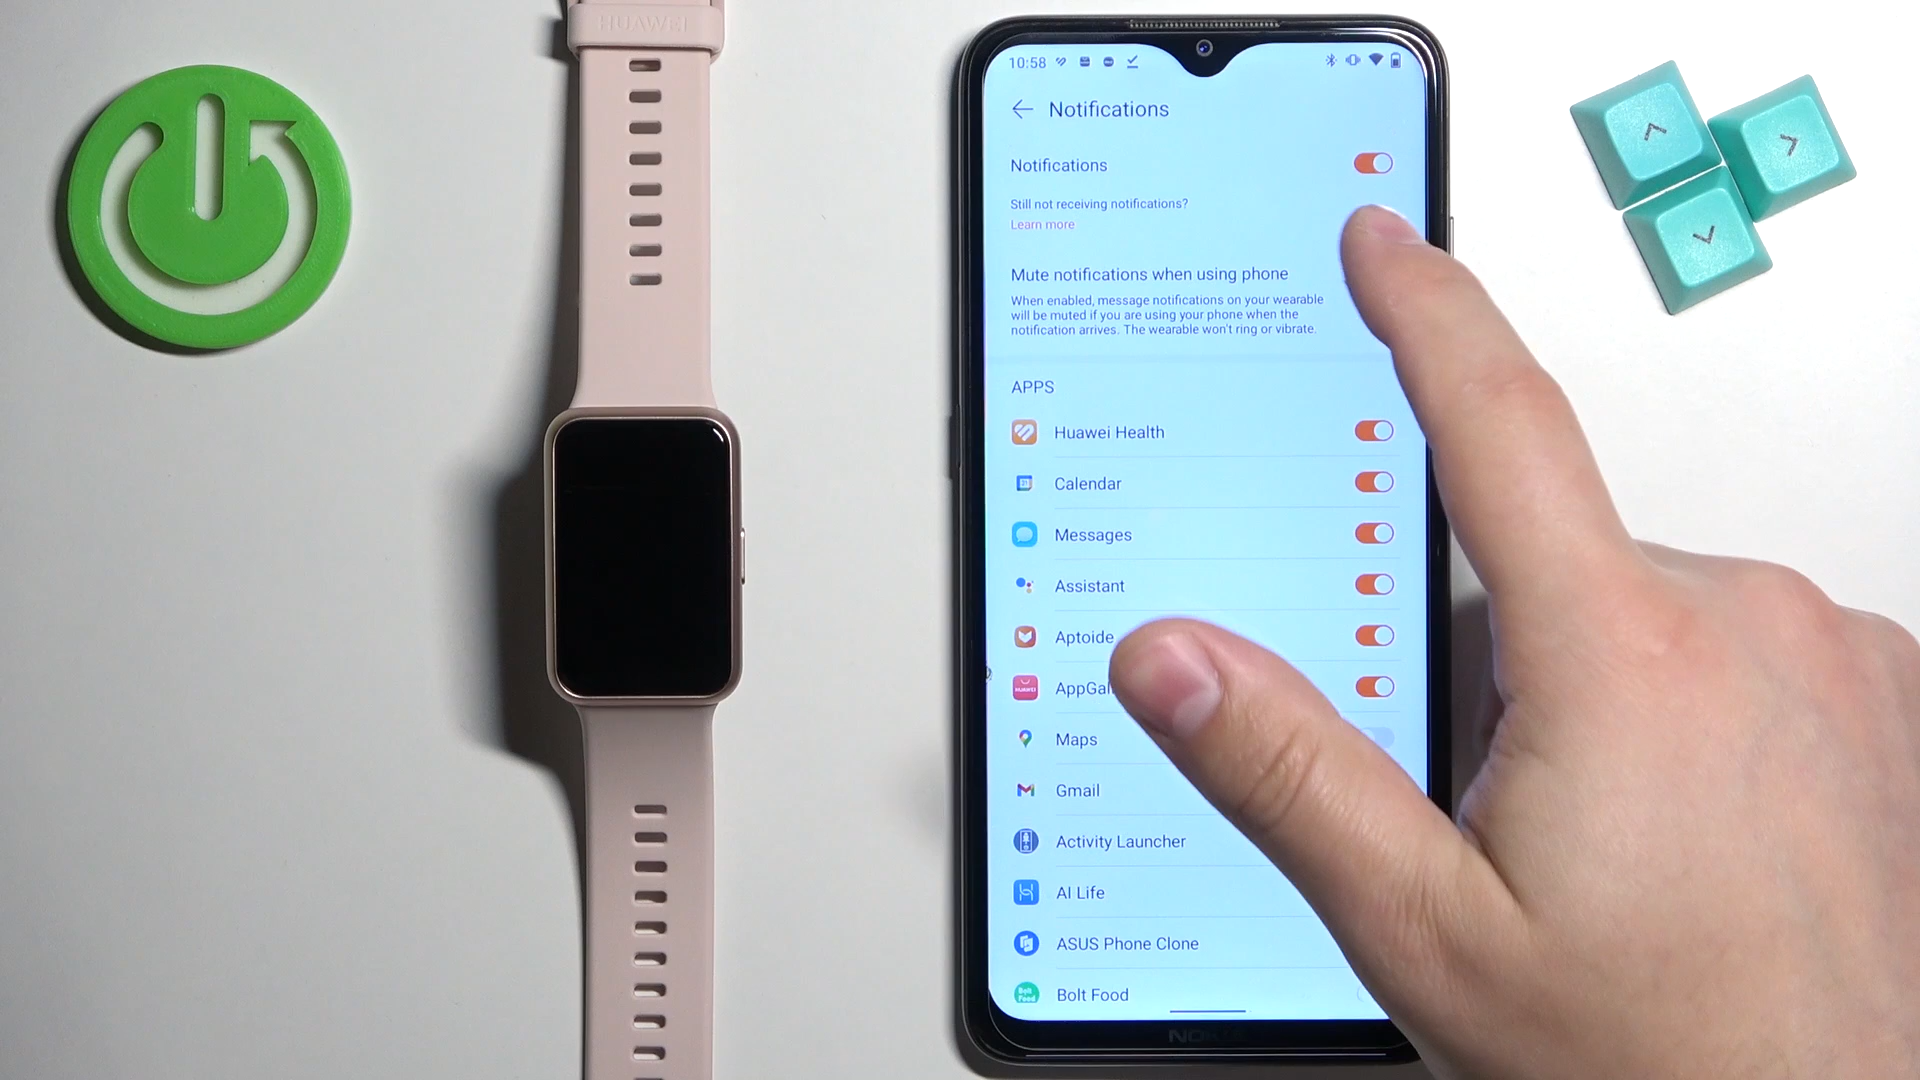 HUAWEI
10:58
Notifications
Notifications
Still not receiving notifications?
Learn more
Mute notifications when using phone
When enabled, message notifications on your wearable
will be muted if you are using your phone when the
notification arrives. The wearable won't ring or vibrate.
APPS
Huawei Health
Calendar
Messages
Assistant
Aptoide
AppGal
Maps
Gmail
Activity Launcher
AI Life
ASUS Phone Clone
Bolt Food
NOKIA